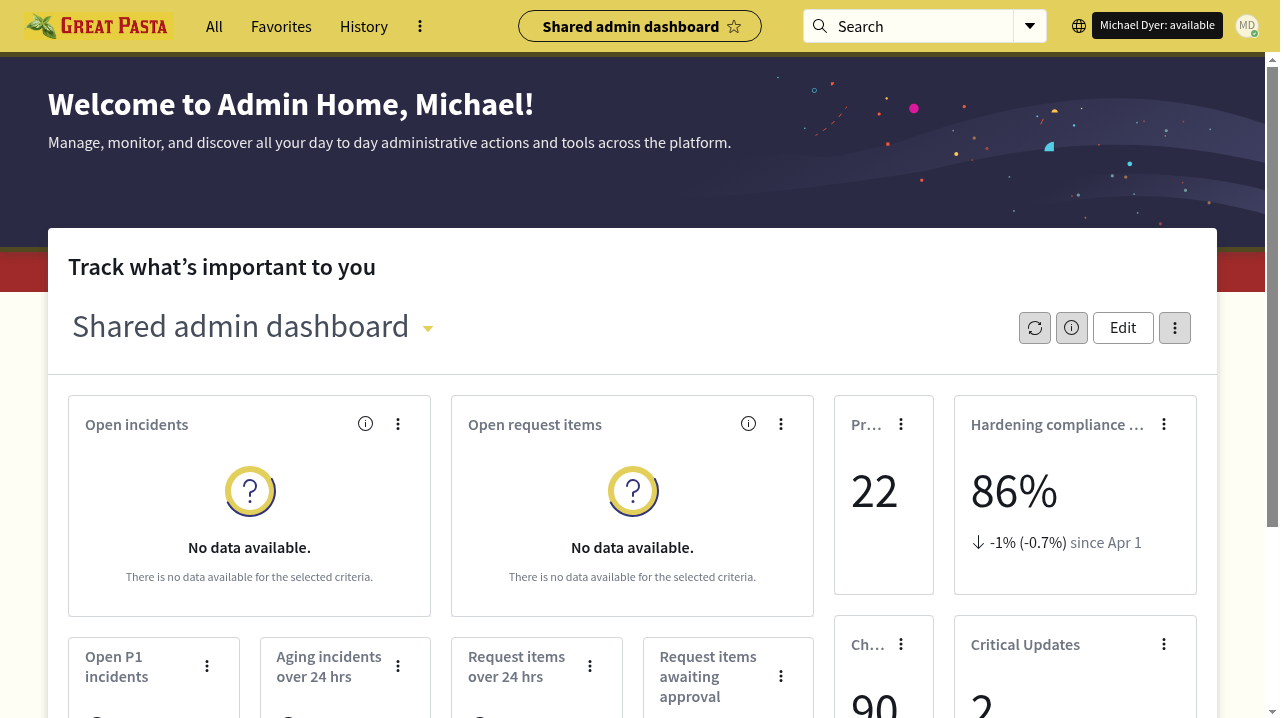 GREAT PASTA
All
Favorites
History
Shared admin dashboard
Search
Michael Dyer: available
MD
Welcome to Admin Home, Michael!
Manage, monitor, and discover all your day to day administrative actions and tools across the platform.
Track what’s important to you
Shared admin dashboard
Edit
Open incidents
No data available.
There is no data available for the selected criteria.
Open request items
No data available.
There is no data available for the selected criteria.
Pr…
22
Hardening compliance …
86%
-1% (-0.7%) since Apr 1
Open P1
incidents
Aging incidents
over 24 hrs
Request items
over 24 hrs
Request items
awaiting
approval
Ch…
90
Critical Updates
2